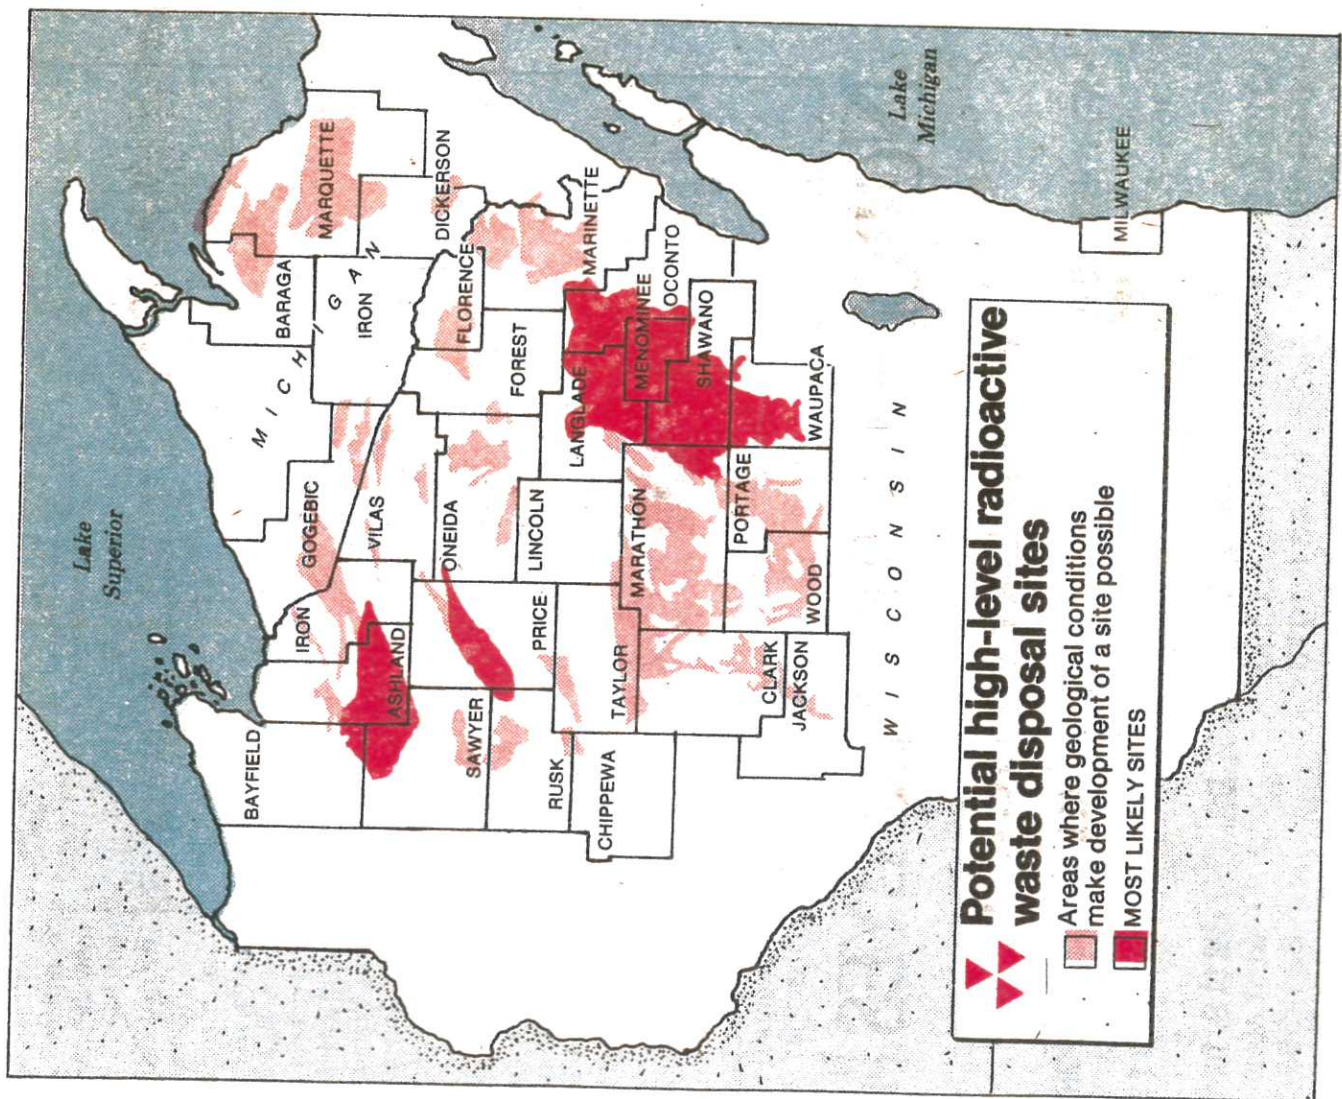 Lake
Superior
Lake
Michigan
MICHIGAN
MARQUETTE
BARAGA
IRON
DICKERSON
GOGEBIC
IRON
BAYFIELD
ASHLAND
VILAS
FLORENCE
FOREST
MARINETTE
ONEIDA
SAWYER
PRICE
LINCOLN
LANGLADE
OCONTO
MENOMINEE
RUSK
TAYLOR
CHIPPEWA
MARATHON
SHAWANO
CLARK
PORTAGE
WAUPACA
WOOD
JACKSON
WISCONSIN
MILWAUKEE
Potential high-level radioactive
waste disposal sites
Areas where geological conditions
make development of a site possible
MOST LIKELY SITES